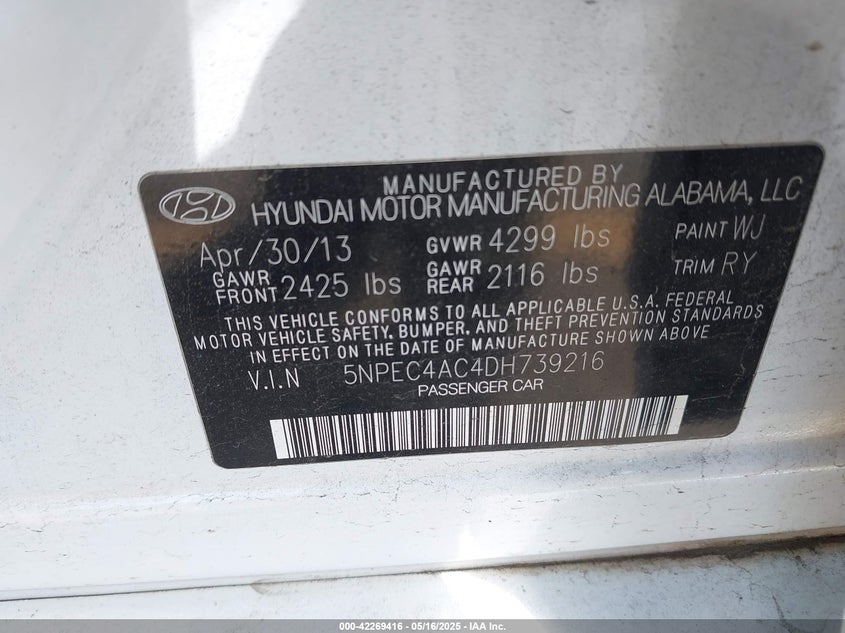 MANUFACTURED BY
HYUNDAI MOTOR MANUFACTURING ALABAMA, LLC
Apr/30/13 GVWR 4299 lbs PAINT WJ
GAWR FRONT 2425 lbs GAWR REAR 2116 lbs TRIM RY
THIS VEHICLE CONFORMS TO ALL APPLICABLE U.S.A. FEDERAL
MOTOR VEHICLE SAFETY, BUMPER, AND THEFT PREVENTION STANDARDS
IN EFFECT ON THE DATE OF MANUFACTURE SHOWN ABOVE
V.I.N 5NPEC4AC4DH739216
PASSENGER CAR
000-42269416 - 05/16/2025 - IAA Inc.